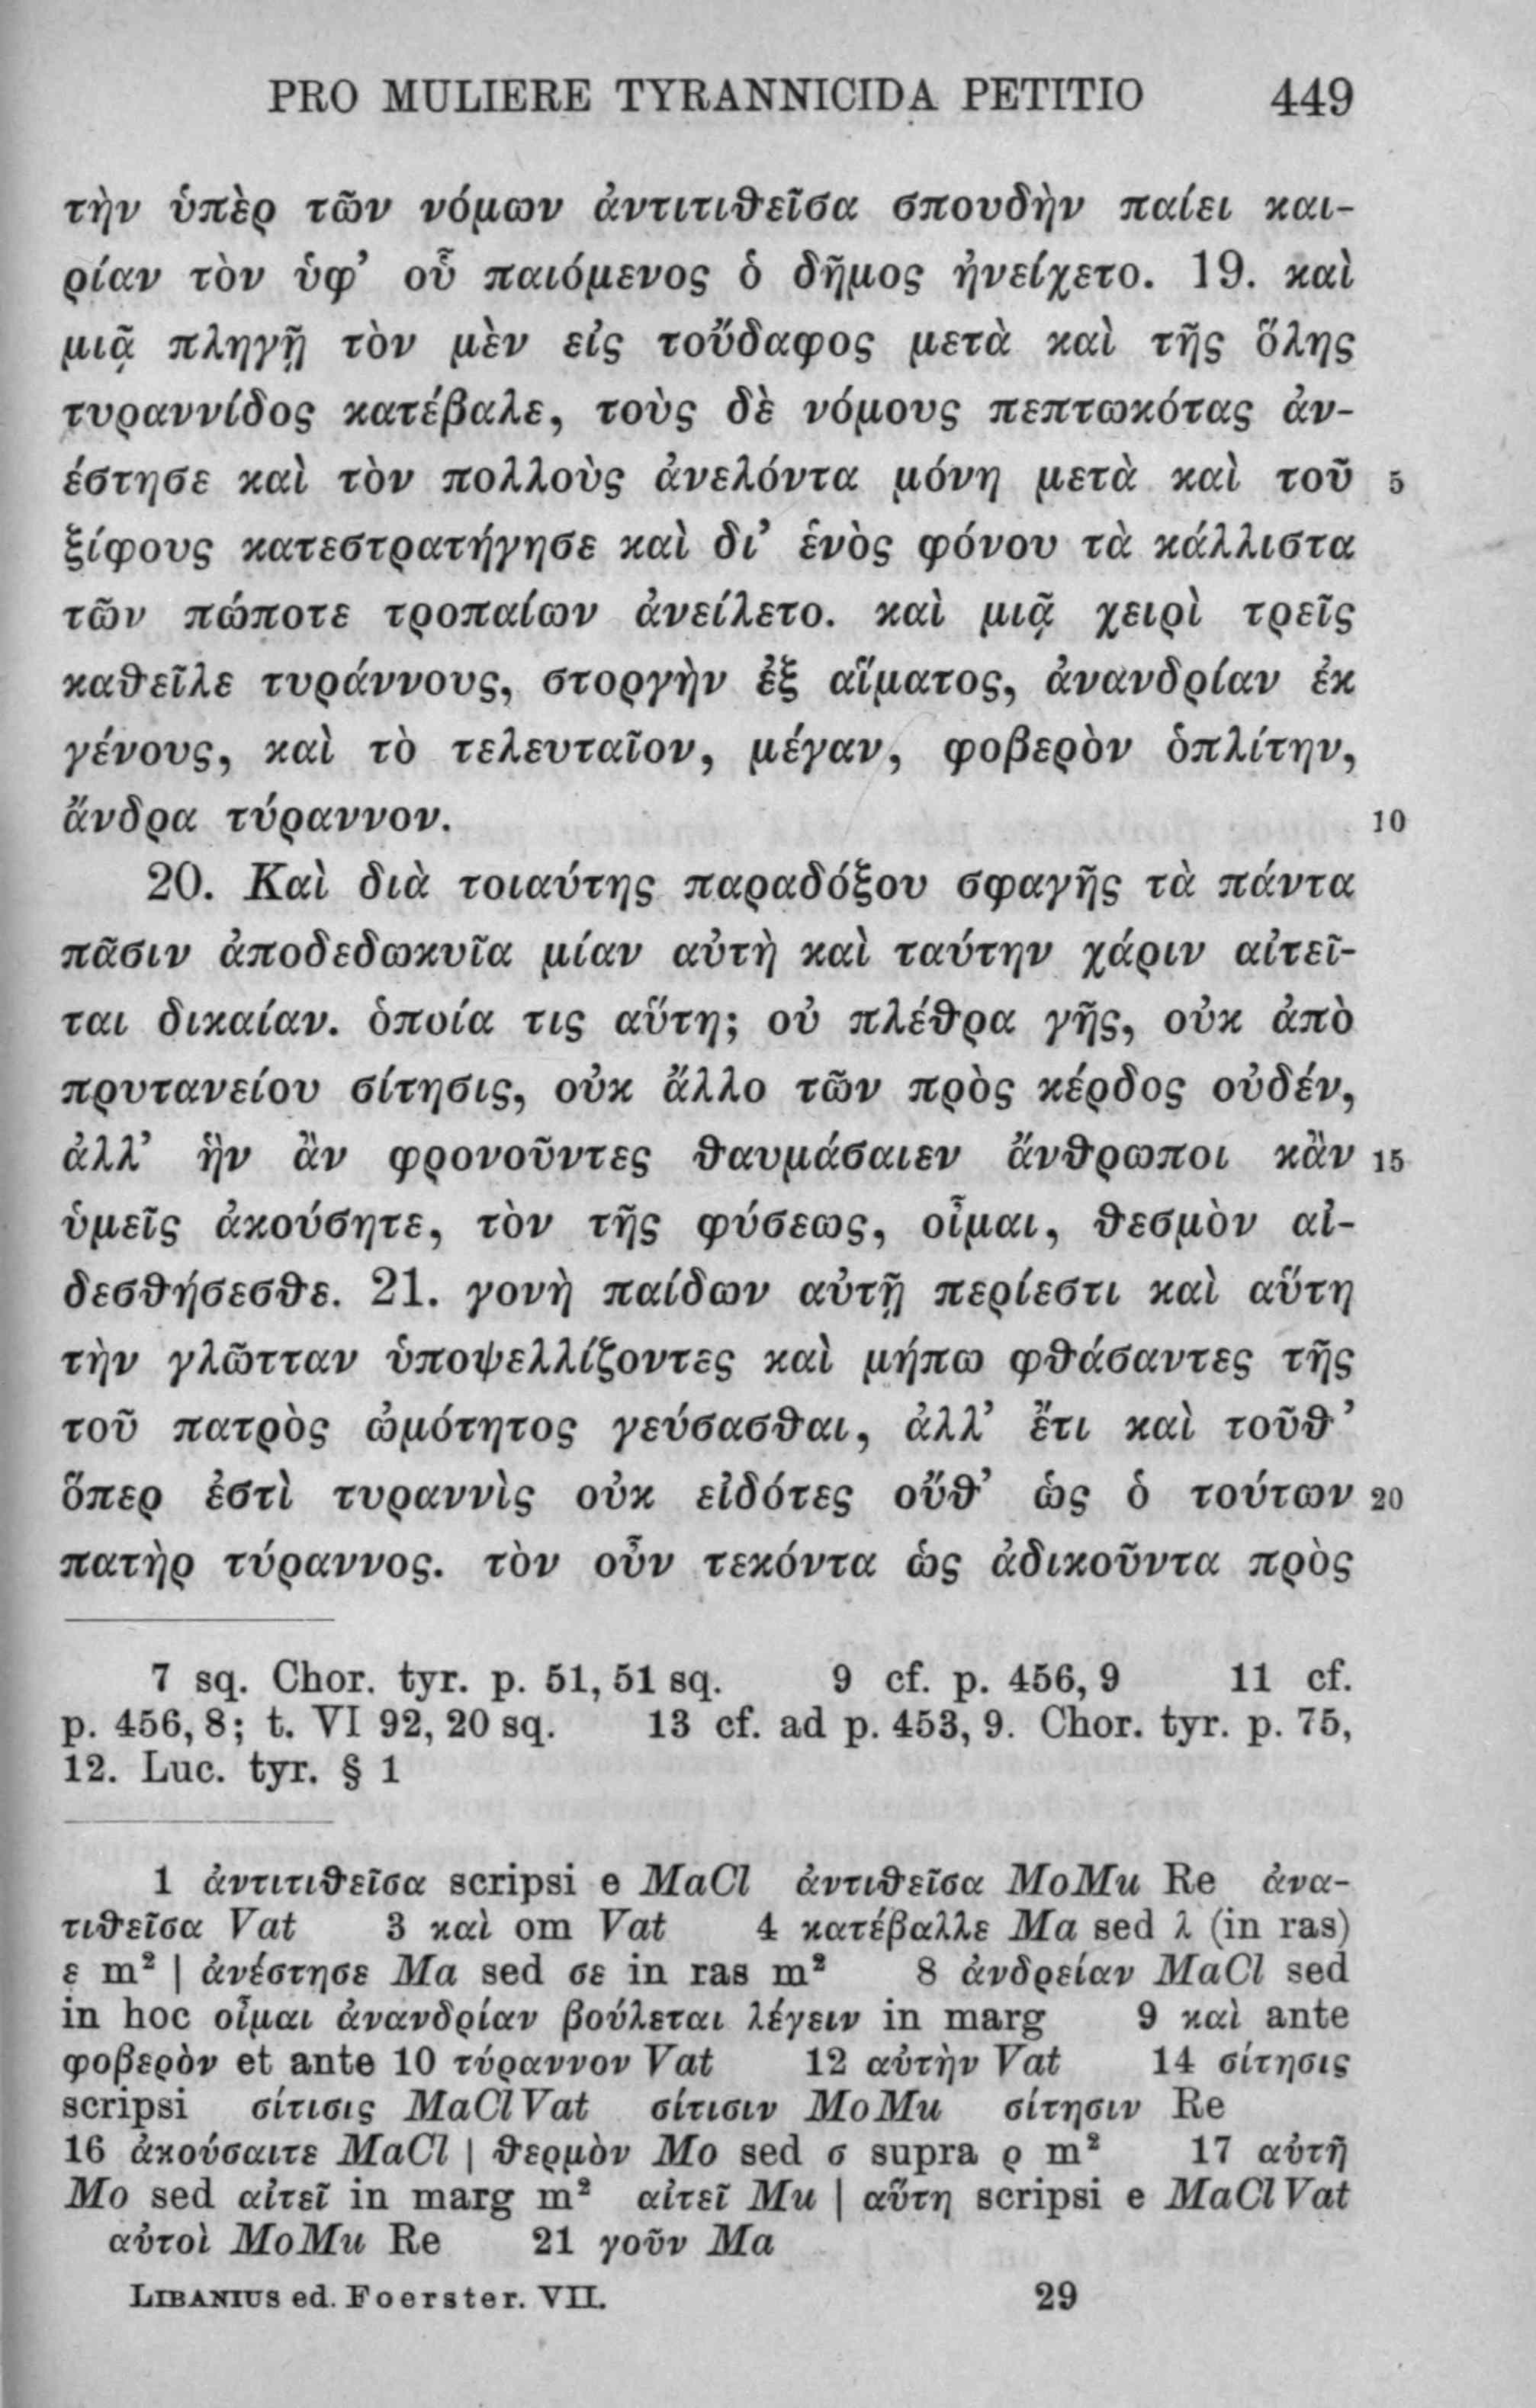 PRO MULIERE TYRANNICIDA PETITIO 449
τὴν ὑπὲρ τῶν νόμων ἀντιτιθεῖσα σπουδὴν παίει και-
ρίαν τὸν ὑφ’ οὗ παιόμενος ὁ δῆμος ἠνείχετο. 19. καὶ
μιᾷ πληγῇ τὸν μὲν εἰς τοὔδαφος μετὰ καὶ τῆς ὅλης
τυραννίδος κατέβαλε, τοὺς δὲ νόμους πεπτωκότας ἀν-
έστησε καὶ τὸν πολλοὺς ἀνελόντα μόνη μετὰ καὶ τοῦ 5
ξίφους κατεστρατήγησε καὶ δι’ ἑνὸς φόνου τὰ κάλλιστα
τῶν πώποτε τροπαίων ἀνείλετο. καὶ μιᾷ χειρὶ τρεῖς
καθεῖλε τυράννους, στοργὴν ἐξ αἵματος, ἀνανδρίαν ἐκ
γένους, καὶ τὸ τελευταῖον, μέγαν, φοβερὸν ὁπλίτην,
ἄνδρα τύραννον. 10
20. Καὶ διὰ τοιαύτης παραδόξου σφαγῆς τὰ πάντα
πᾶσιν ἀποδεδωκυῖα μίαν αὐτὴ καὶ ταύτην χάριν αἰτεῖ-
ται δικαίαν. ὁποία τις αὕτη; οὐ πλέθρα γῆς, οὐκ ἀπὸ
πρυτανείου σίτησις, οὐκ ἄλλο τῶν πρὸς κέρδος οὐδέν,
ἀλλ’ ἣν ἂν φρονοῦντες θαυμάσαιεν ἄνθρωποι κἂν 15
ὑμεῖς ἀκούσητε, τὸν τῆς φύσεως, οἶμαι, θεσμὸν αἰ-
δεσθήσεσθε. 21. γονὴ παίδων αὐτῇ περίεστι καὶ αὕτη
τὴν γλῶτταν ὑποψελλίζοντες καὶ μήπω φθάσαντες τῆς
τοῦ πατρὸς ὠμότητος γεύσασθαι, ἀλλ’ ἔτι καὶ τοῦθ’
ὅπερ ἐστὶ τυραννὶς οὐκ εἰδότες οὔθ’ ὡς ὁ τούτων 20
πατὴρ τύραννος. τὸν οὖν τεκόντα ὡς ἀδικοῦντα πρὸς
7 sq. Chor. tyr. p. 51, 51 sq. 9 cf. p. 456, 9 11 cf.
p. 456, 8; t. VI 92, 20 sq. 13 cf. ad p. 453, 9. Chor. tyr. p. 75,
12. Luc. tyr. § 1
1 ἀντιτιθεῖσα scripsi e MaCl ἀντιθεῖσα MoMu Re ἀνα-
τιθεῖσα Vat 3 καὶ om Vat 4 κατέβαλλε Ma sed λ (in ras)
ε m² | ἀνέστησε Ma sed σε in ras m² 8 ἀνδρείαν MaCl sed
in hoc οἶμαι ἀνανδρίαν βούλεται λέγειν in marg 9 καὶ ante
φοβερὸν et ante 10 τύραννον Vat 12 αὐτὴν Vat 14 σίτησις
scripsi σίτισις MaClVat σίτισιν MoMu σίτησιν Re
16 ἀκούσαιτε MaCl | θερμὸν Mo sed σ supra ρ m² 17 αὐτῆ
Mo sed αἰτεῖ in marg m² αἰτεῖ Mu | αὕτη scripsi e MaClVat
αὐτοὶ MoMu Re 21 γοῦν Ma
LIBANIUS ed. Foerster. VII. 29